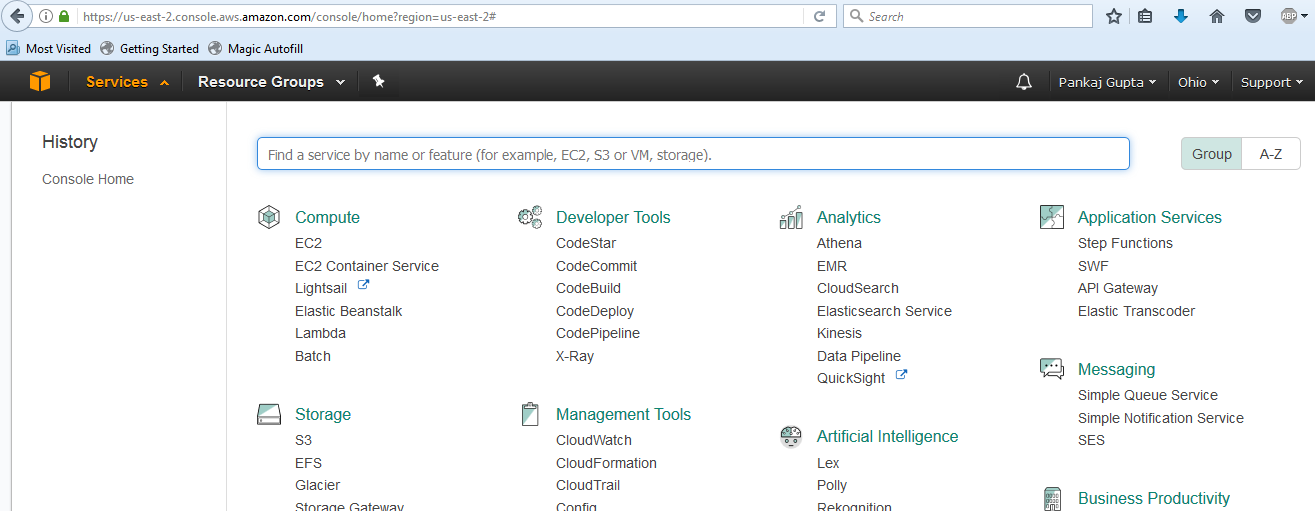 https://us-east-2.console.aws.amazon.com/console/home?region=us-east-2#
Search
ABP
Most Visited
Getting Started
Magic Autofill
Services
Resource Groups
Pankaj Gupta
Ohio
Support
History
Console Home
Find a service by name or feature (for example, EC2, S3 or VM, storage).
Group
A-Z
Compute
EC2
EC2 Container Service
Lightsail
Elastic Beanstalk
Lambda
Batch
Storage
S3
EFS
Glacier
Storage Gateway
Developer Tools
CodeStar
CodeCommit
CodeBuild
CodeDeploy
CodePipeline
X-Ray
Management Tools
CloudWatch
CloudFormation
CloudTrail
Config
Analytics
Athena
EMR
CloudSearch
Elasticsearch Service
Kinesis
Data Pipeline
QuickSight
Artificial Intelligence
Lex
Polly
Rekognition
Application Services
Step Functions
SWF
API Gateway
Elastic Transcoder
Messaging
Simple Queue Service
Simple Notification Service
SES
Business Productivity